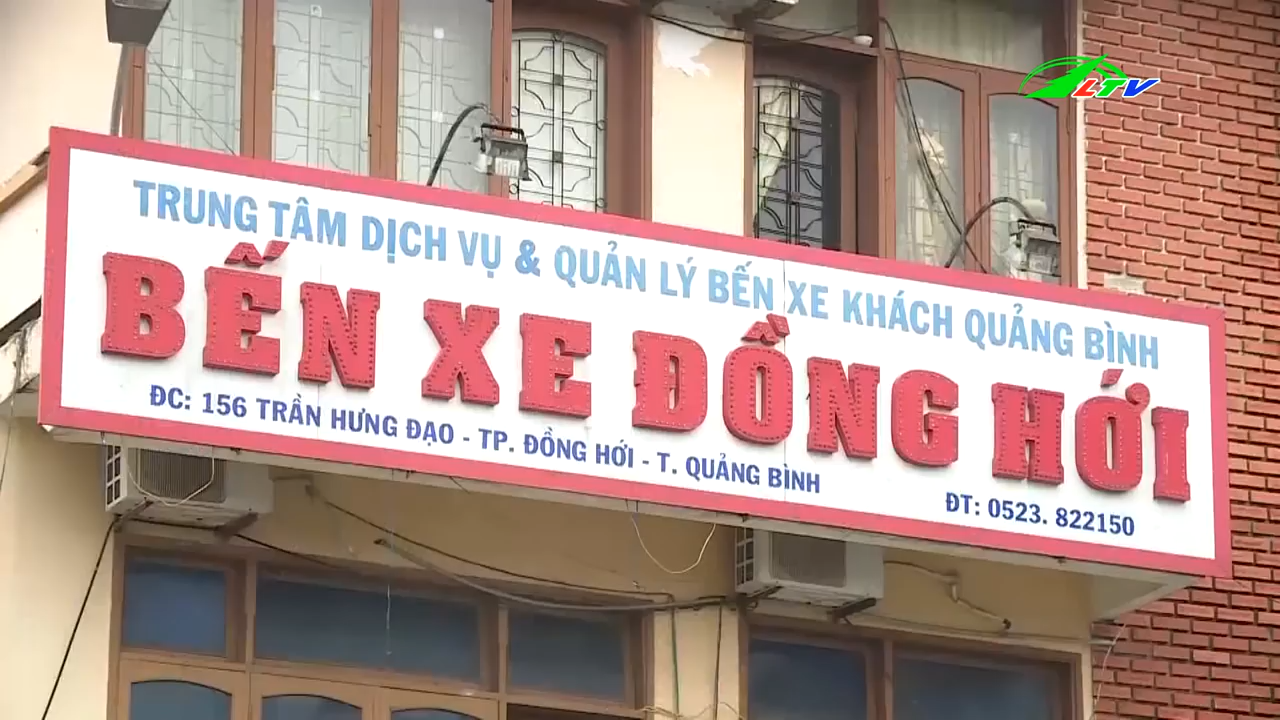 LTV
TRUNG TÂM DỊCH VỤ & QUẢN LÝ BẾN XE KHÁCH QUẢNG BÌNH
BẾN XE ĐỒNG HỚI
ĐC: 156 TRẦN HƯNG ĐẠO - TP. ĐỒNG HỚI - T. QUẢNG BÌNH
ĐT: 0523. 822150